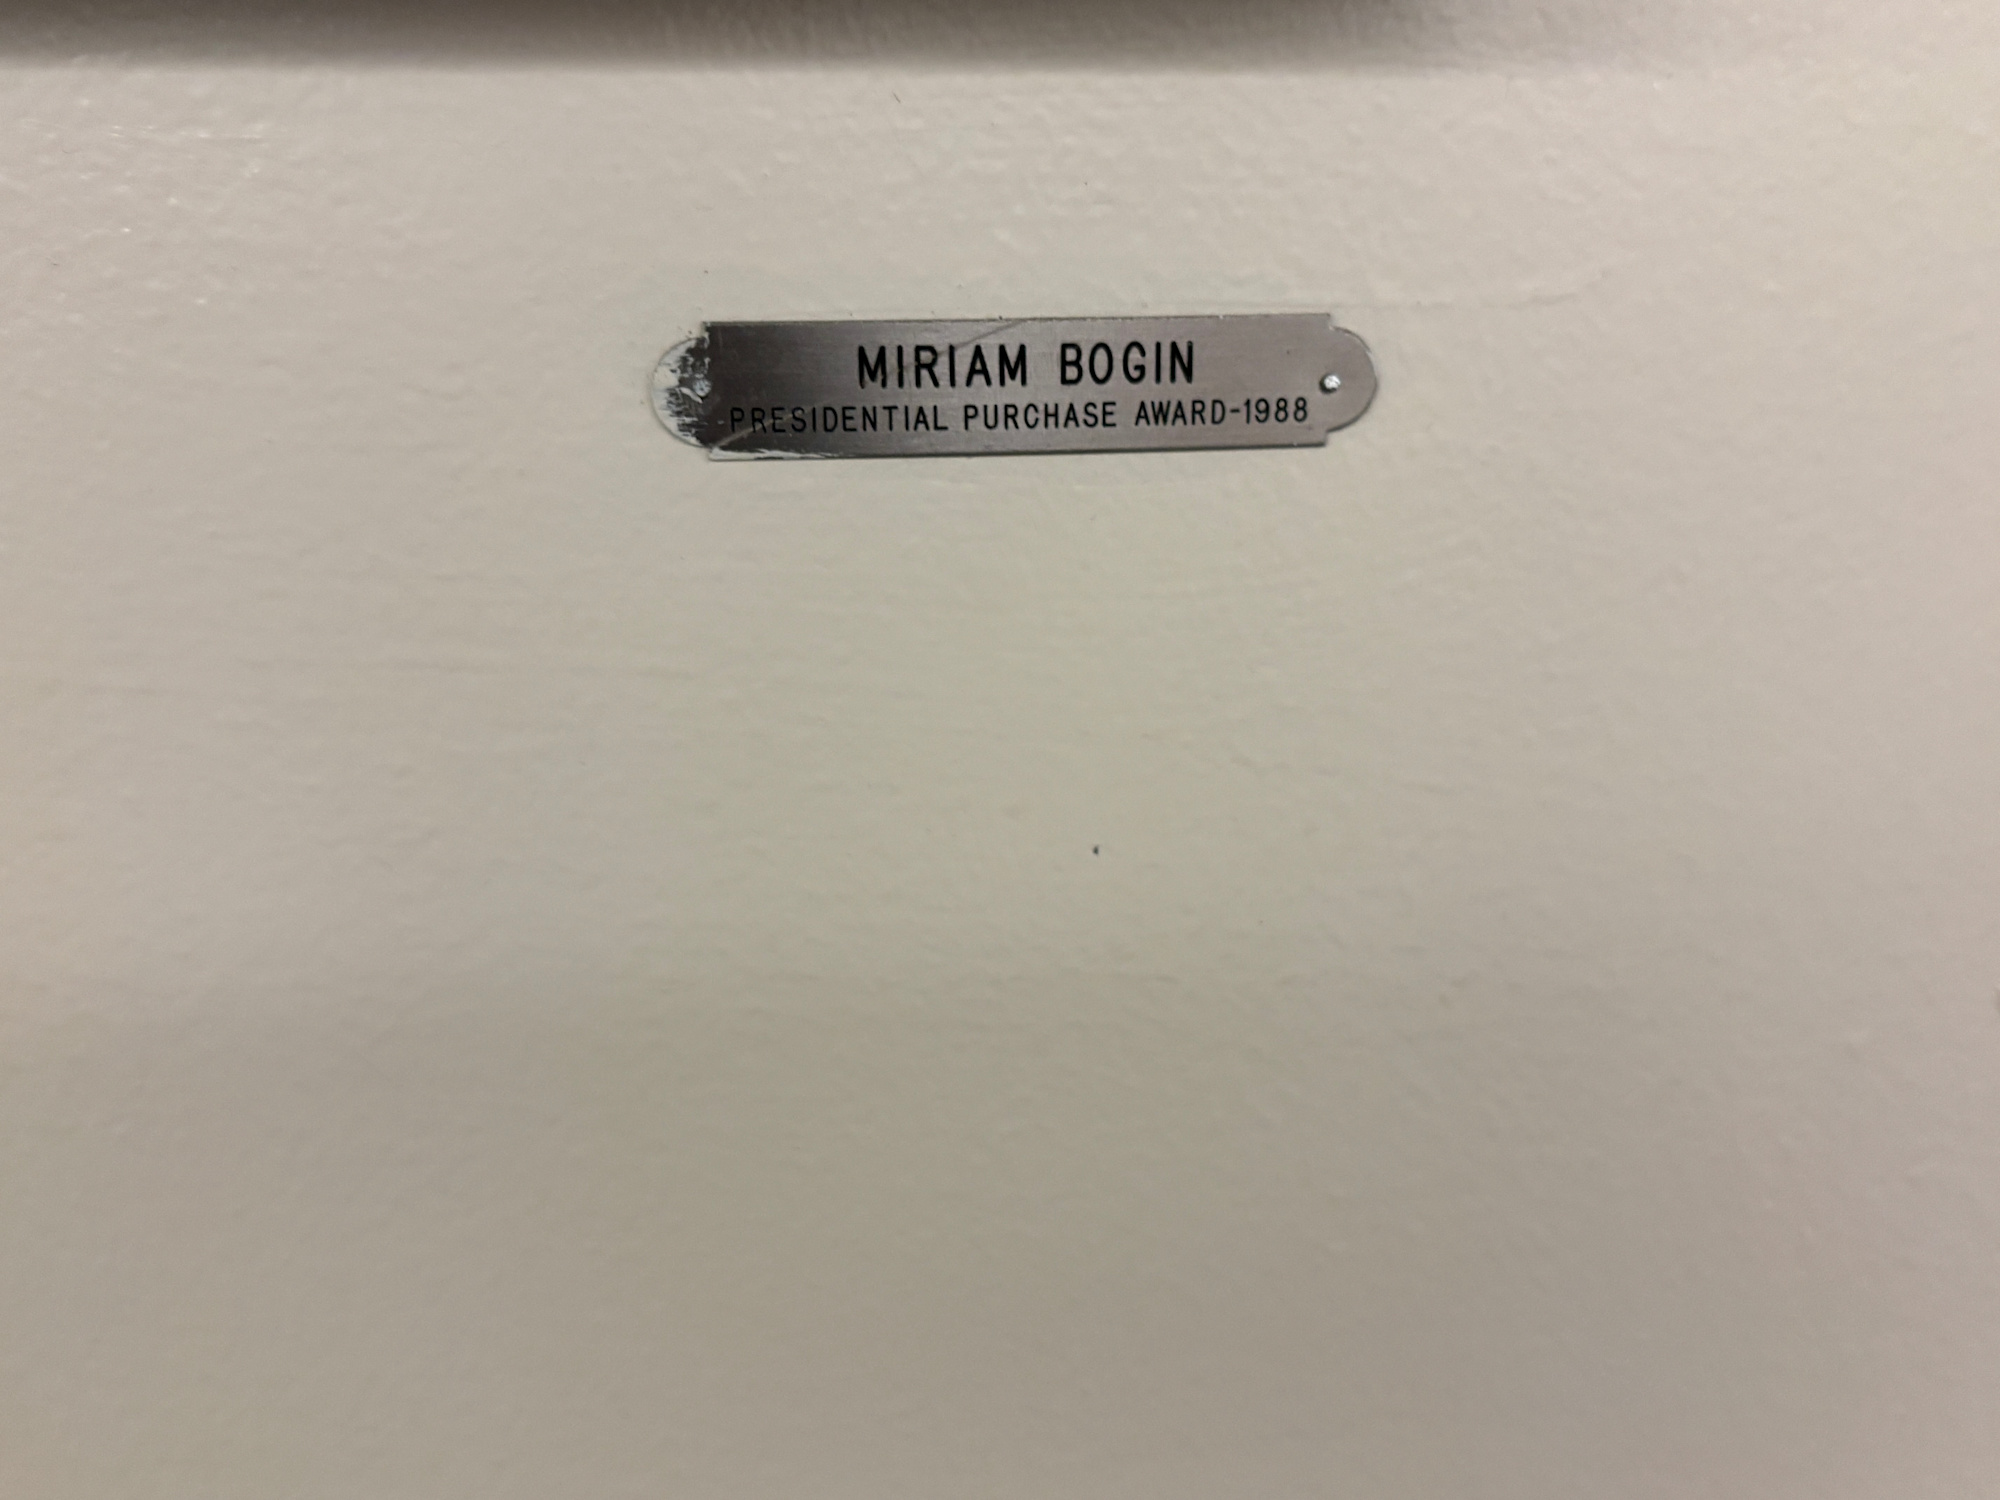 MIRIAM BOGIN
PRESIDENTIAL PURCHASE AWARD-1988